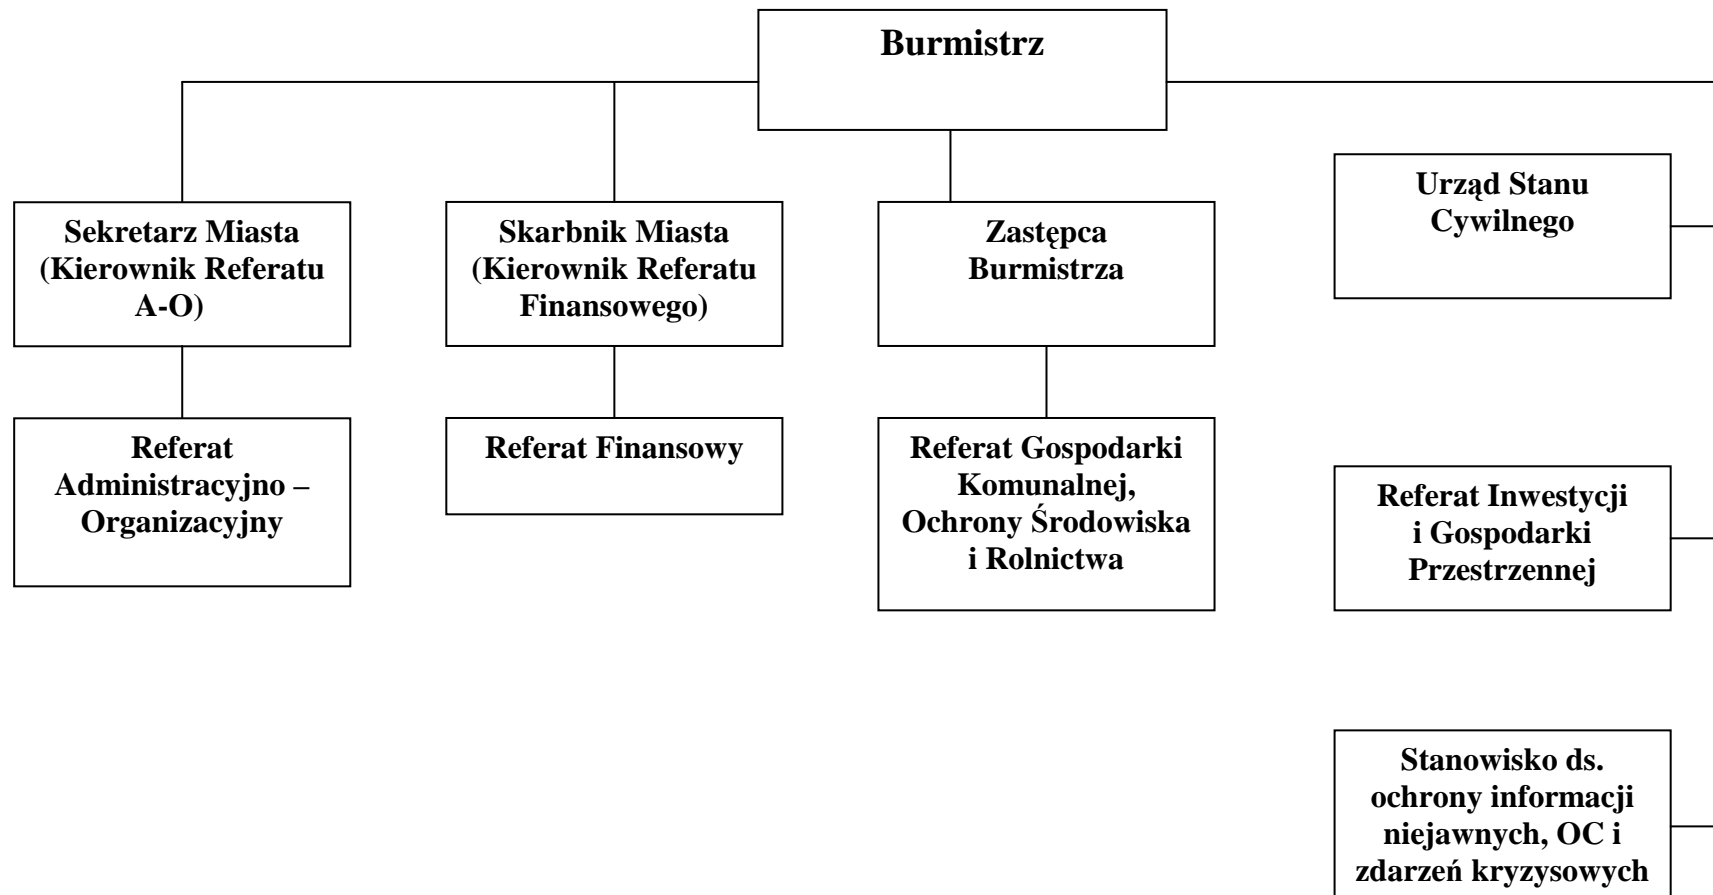 Burmistrz
Sekretarz Miasta
(Kierownik Referatu
A-O)
Skarbnik Miasta
(Kierownik Referatu
Finansowego)
Zastępca
Burmistrza
Urząd Stanu
Cywilnego
Referat
Administracyjno –
Organizacyjny
Referat Finansowy
Referat Gospodarki
Komunalnej,
Ochrony Środowiska
i Rolnictwa
Referat Inwestycji
i Gospodarki
Przestrzennej
Stanowisko ds.
ochrony informacji
niejawnych, OC i
zdarzeń kryzysowych